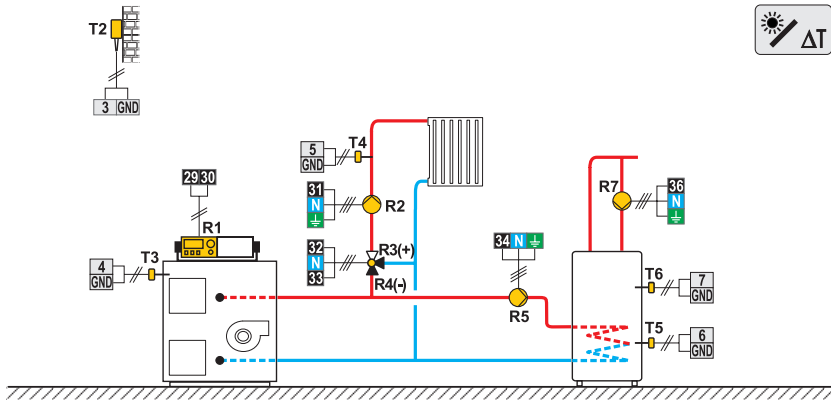 T2
ΔT
3 GND
5
GND
T4
29 30
31
N
R2
R7
36
N
R1
32
N
33
R3(+)
R4(-)
34 N
T3
4
GND
R5
T6
7
GND
T5
6
GND